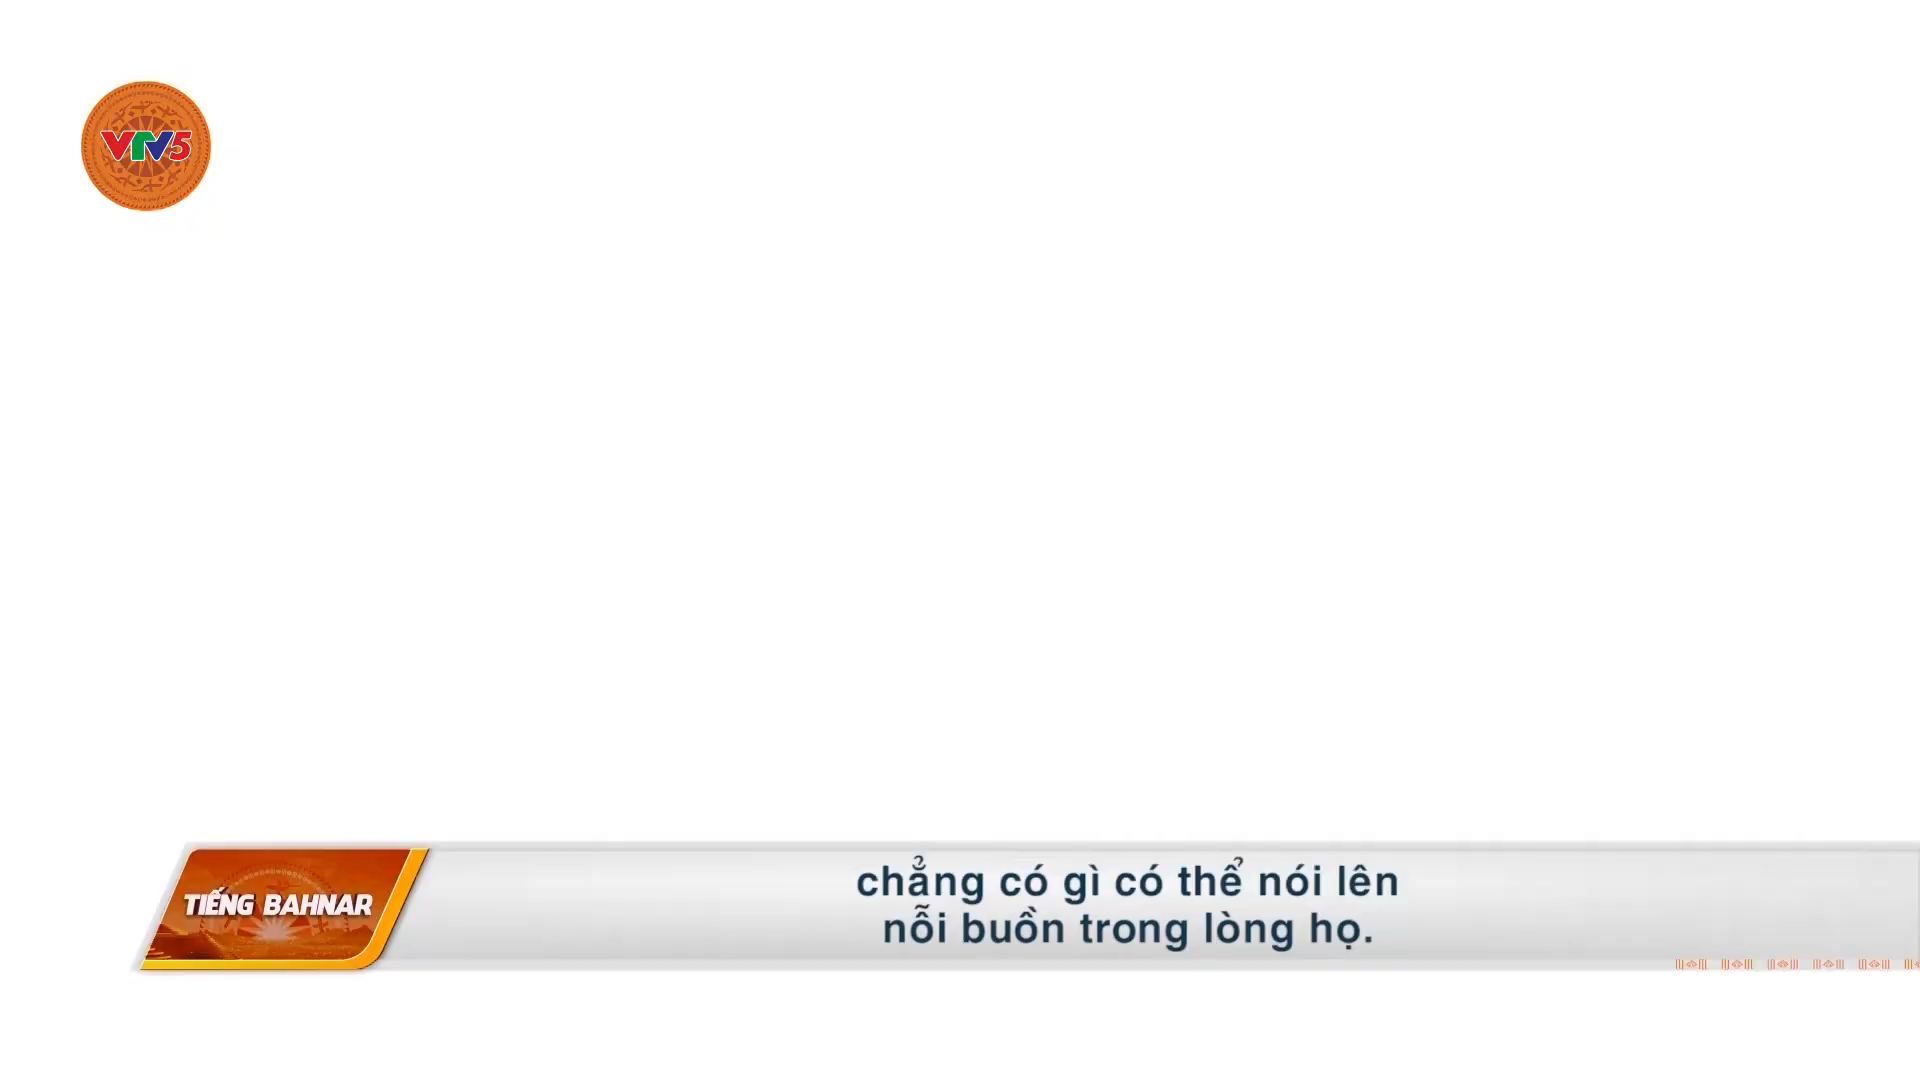 VTV5
TIẾNG BAHNAR
chẳng có gì có thể nói lên
nỗi buồn trong lòng họ.